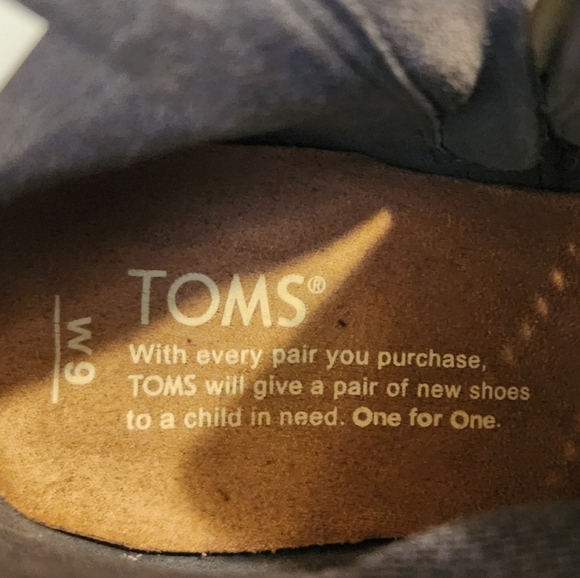 TOMS®
With every pair you purchase,
TOMS will give a pair of new shoes
to a child in need. One for One.
W 9